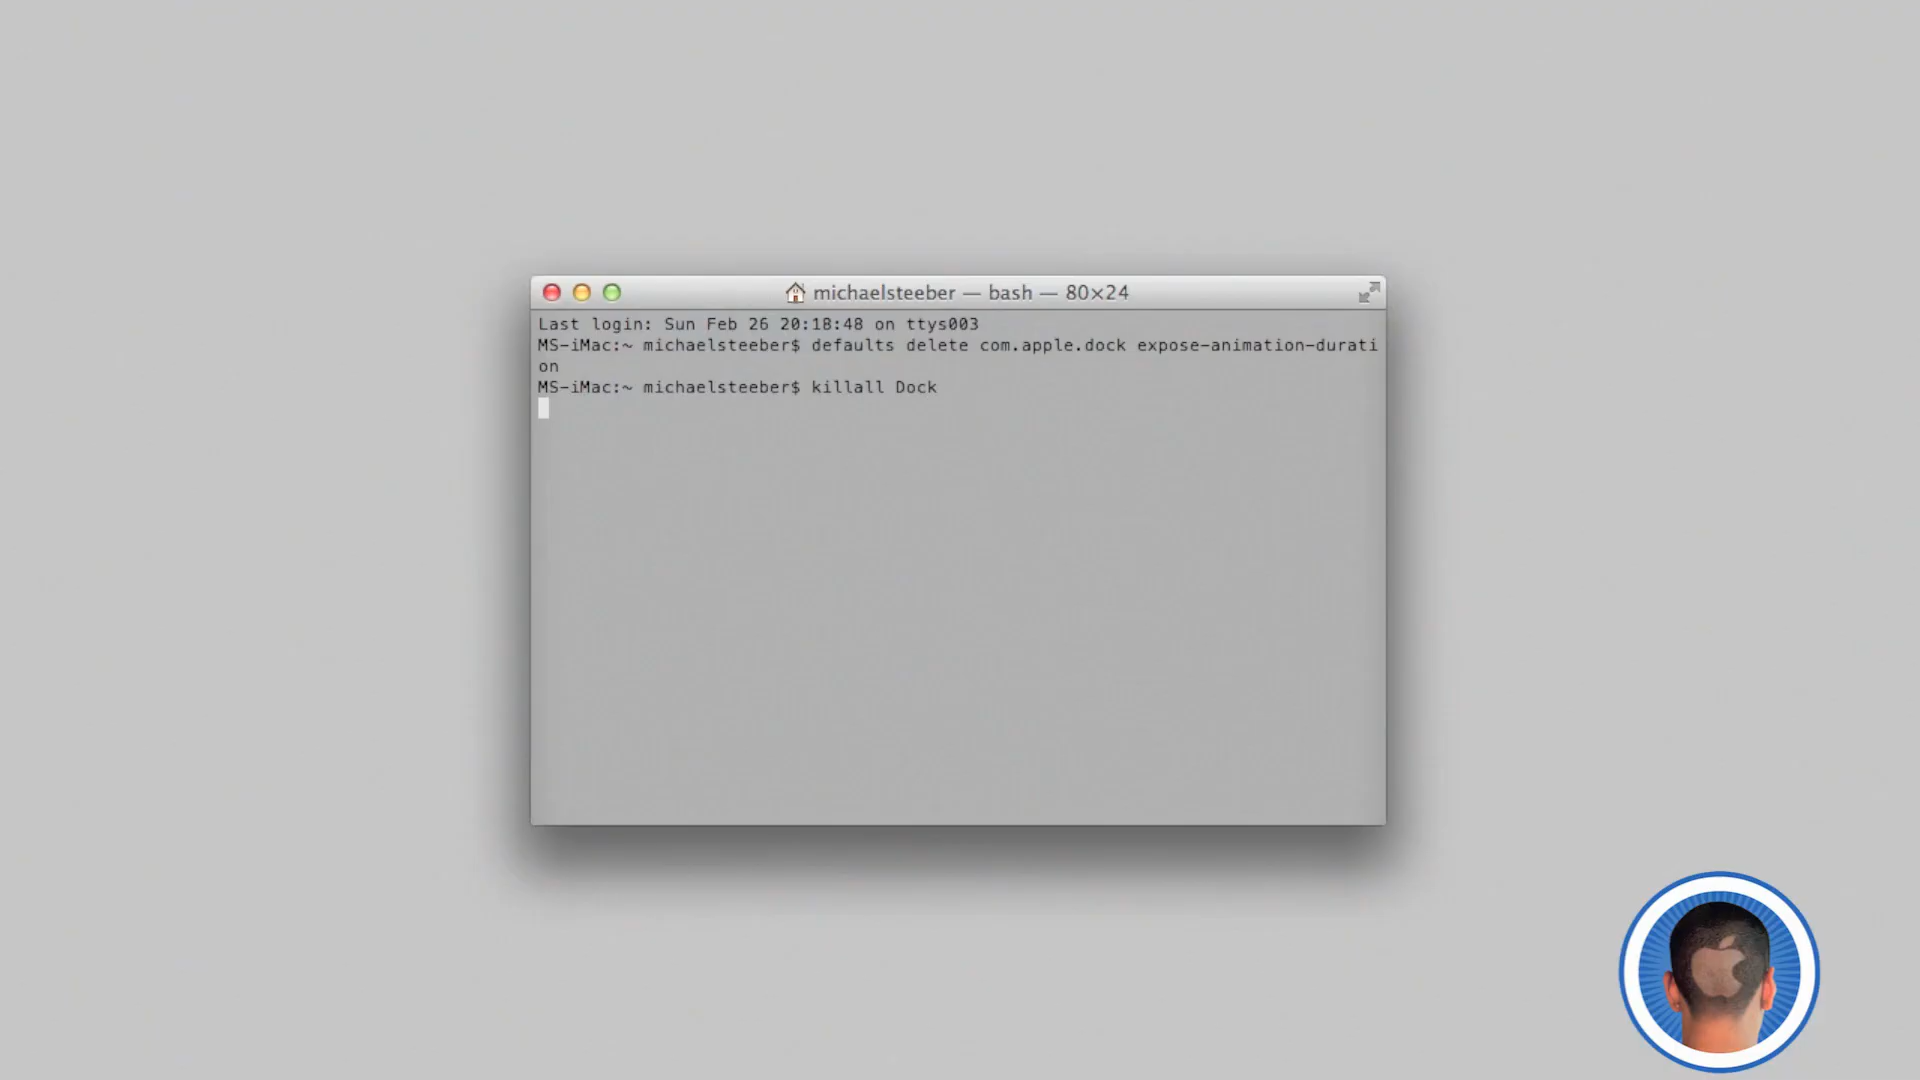 michaelsteeber — bash — 80×24
Last login: Sun Feb 26 20:18:48 on ttys003
MS-iMac:~ michaelsteeber$ defaults delete com.apple.dock expose-animation-durati
on
MS-iMac:~ michaelsteeber$ killall Dock